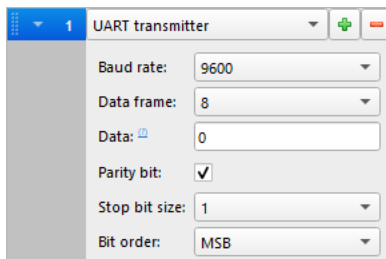 1 UART transmitter
Baud rate: 9600
Data frame: 8
Data: 0
Parity bit:
Stop bit size: 1
Bit order: MSB